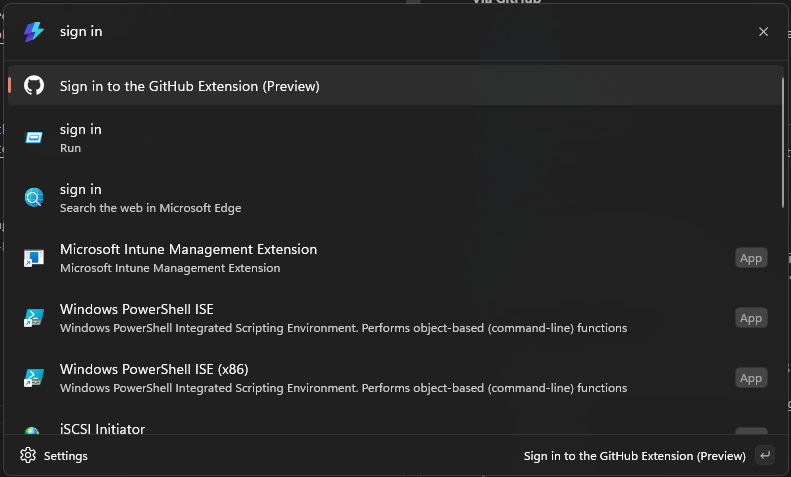 via GitHub
sign in
Sign in to the GitHub Extension (Preview)
sign in
Run
sign in
Search the web in Microsoft Edge
Microsoft Intune Management Extension
Microsoft Intune Management Extension
App
Windows PowerShell ISE
Windows PowerShell Integrated Scripting Environment. Performs object-based (command-line) functions
App
Windows PowerShell ISE (x86)
Windows PowerShell Integrated Scripting Environment. Performs object-based (command-line) functions
App
iSCSI Initiator
Settings
Sign in to the GitHub Extension (Preview)